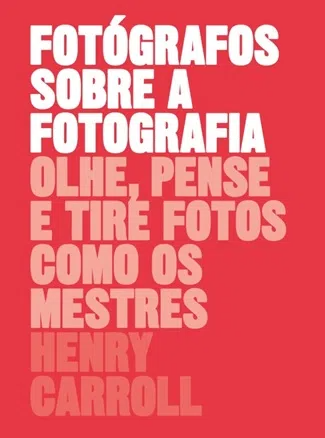 FOTÓGRAFOS
SOBRE A
FOTOGRAFIA
OLHE, PENSE
E TIRE FOTOS
COMO OS
MESTRES
HENRY
CARROLL